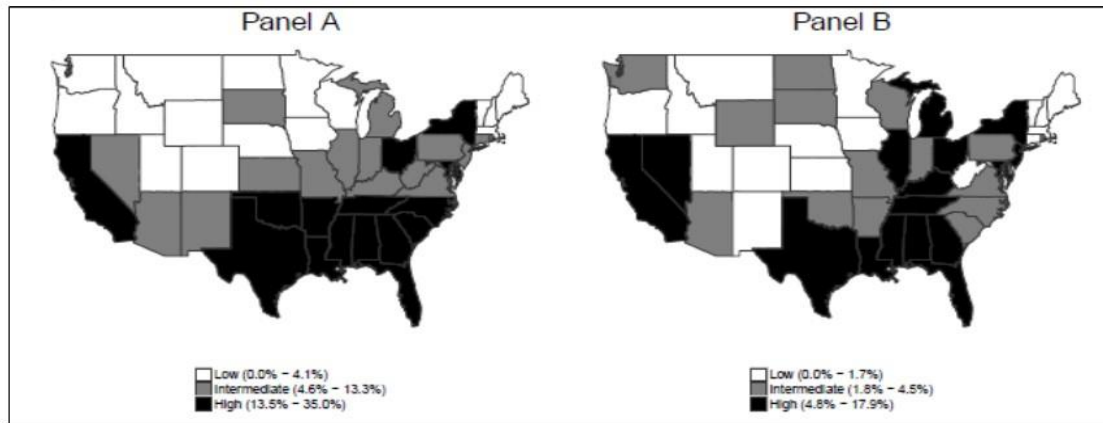 Panel A
Panel B
Low (0.0% − 4.1%)
Intermediate (4.6% − 13.3%)
High (13.5% − 35.0%)
Low (0.0% − 1.7%)
Intermediate (1.8% − 4.5%)
High (4.8% − 17.9%)